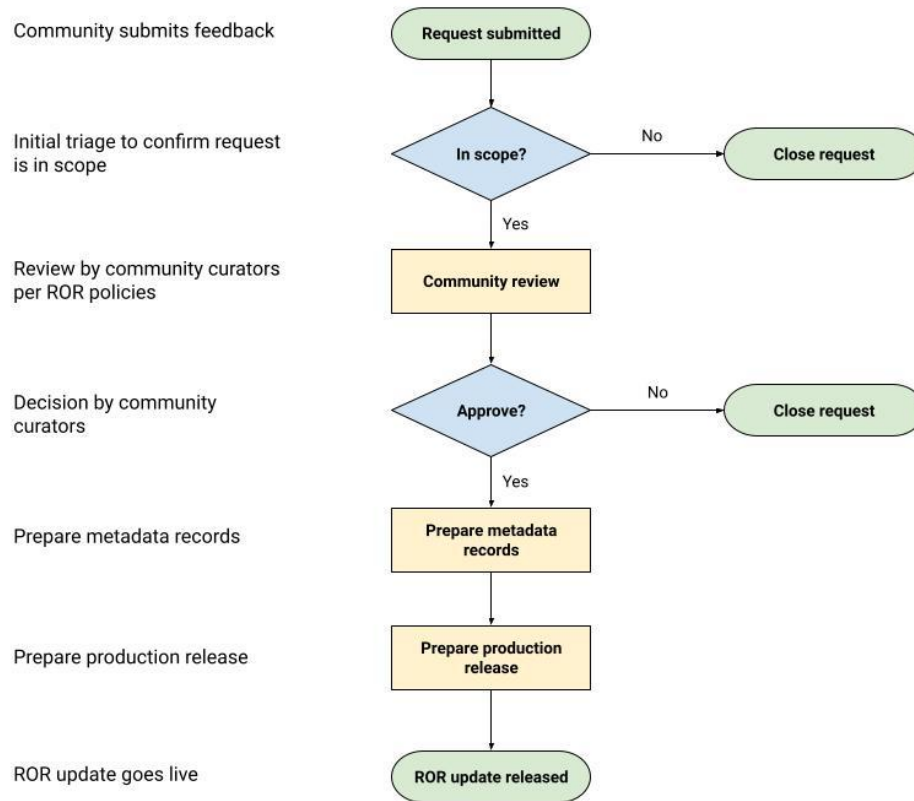 Community submits feedback
Request submitted
Initial triage to confirm request
is in scope
In scope?
No
Close request
Yes
Review by community curators
per ROR policies
Community review
Decision by community
curators
Approve?
No
Close request
Yes
Prepare metadata records
Prepare metadata
records
Prepare production release
Prepare production
release
ROR update goes live
ROR update released